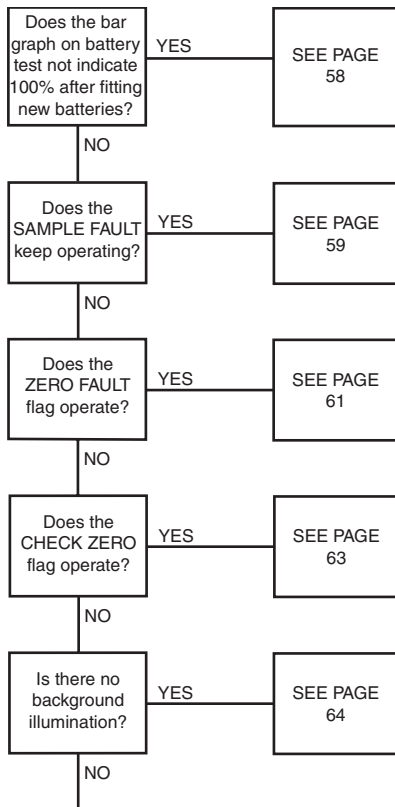 Does the bar
graph on battery
test not indicate
100% after fitting
new batteries?
YES
SEE PAGE
58
NO
Does the
SAMPLE FAULT
keep operating?
YES
SEE PAGE
59
NO
Does the
ZERO FAULT
flag operate?
YES
SEE PAGE
61
NO
Does the
CHECK ZERO
flag operate?
YES
SEE PAGE
63
NO
Is there no
background
illumination?
YES
SEE PAGE
64
NO